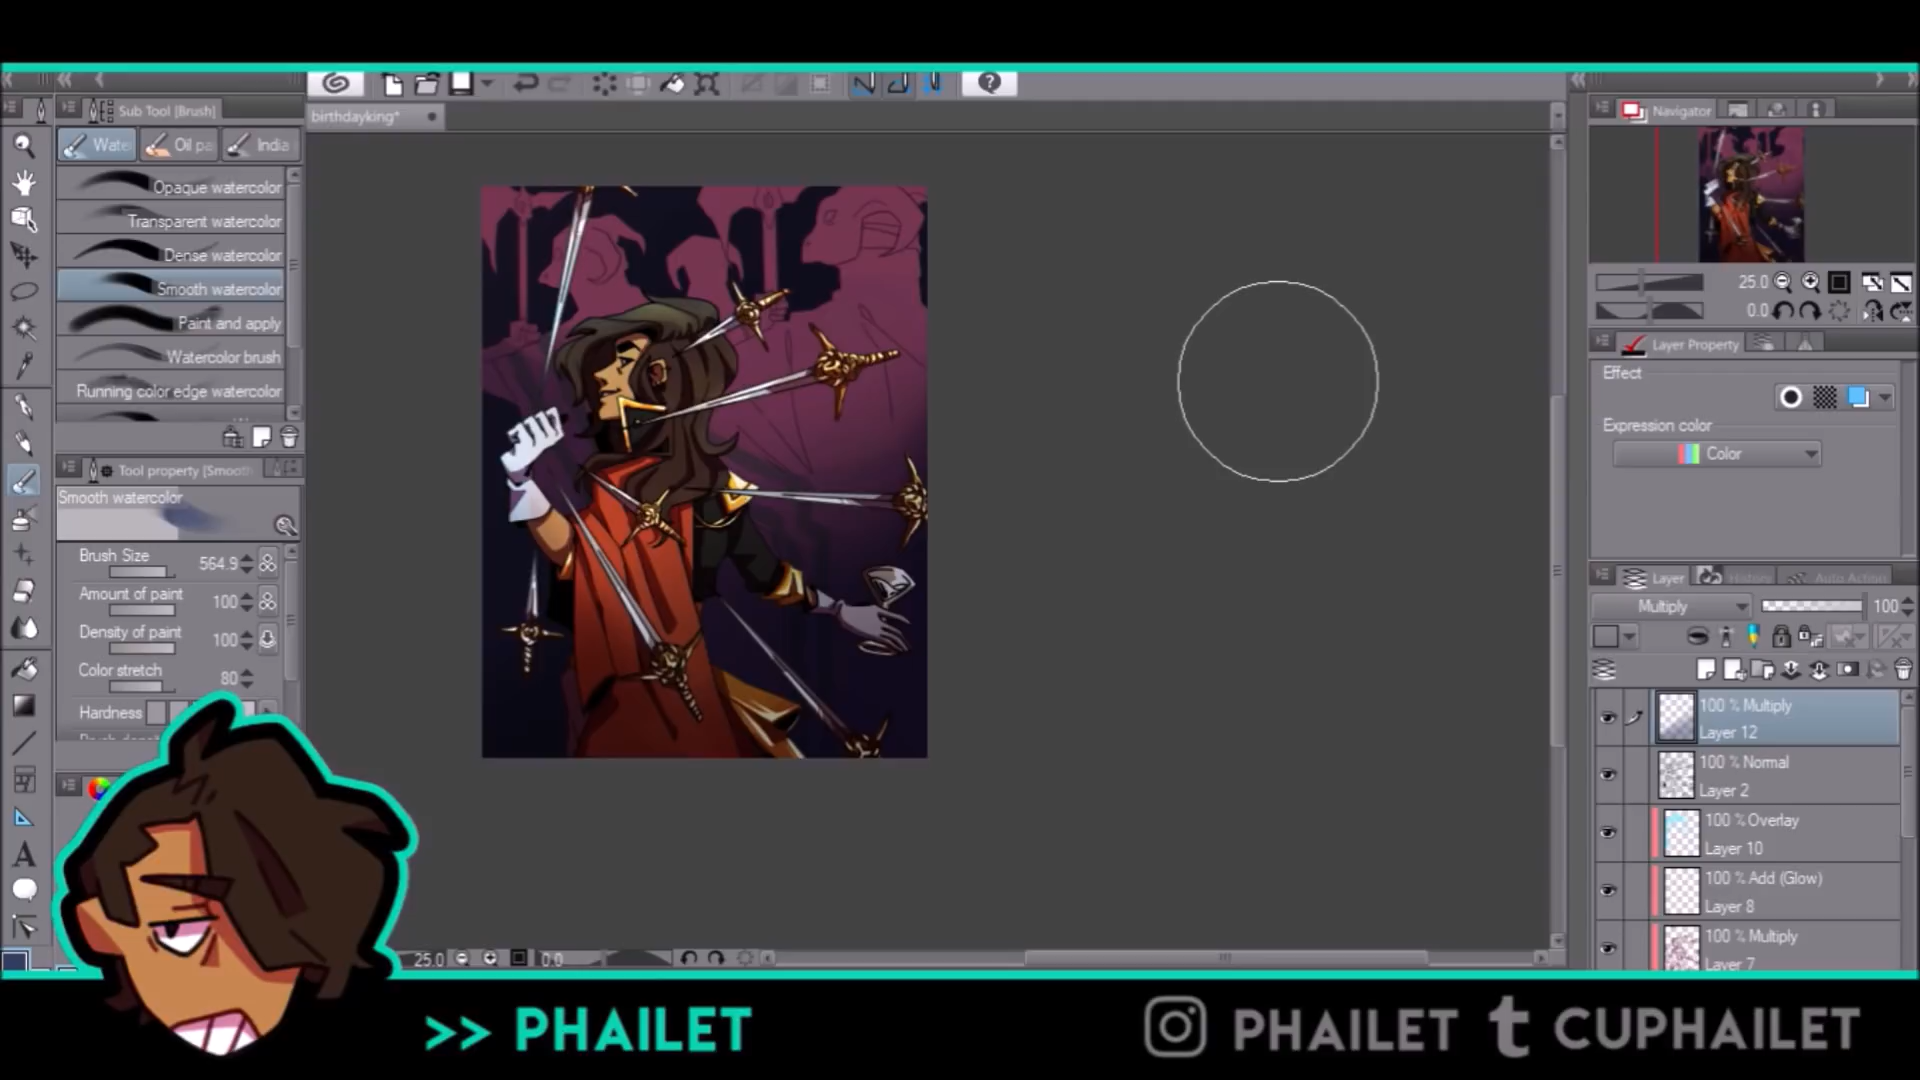 Sub Tool [Brush]
Wate
Oil pa
India
Opaque watercolor
Transparent watercolor
Dense watercolor
Smooth watercolor
Paint and apply
Watercolor brush
Running color edge watercolor
Tool property [Smooth
Smooth watercolor
Brush Size 564.9
Amount of paint 100
Density of paint 100
Color stretch 80
Hardness
birthdayking*
25.0
0.0
Navigator
25.0
0.0
Layer Property
Effect
Expression color
Color
Layer
History
Auto Action
Multiply 100
100 % Multiply
Layer 12
100 % Normal
Layer 2
100 % Overlay
Layer 10
100 % Add (Glow)
Layer 8
100 % Multiply
Layer 7
>> PHAILET
PHAILET
CUPHAILET